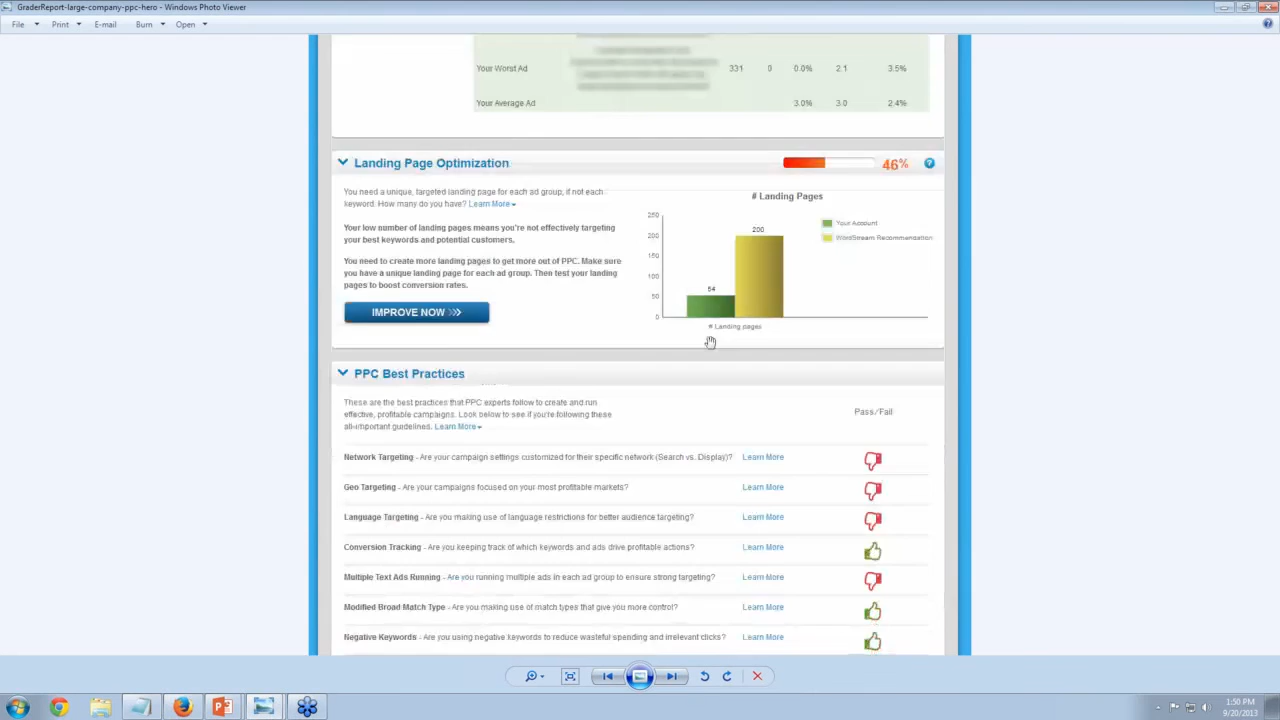 GraderReport-large-company-ppc-hero - Windows Photo Viewer
File Print E-mail Burn Open
Your Worst Ad 331 0 0.0% 2.1 3.5%
Your Average Ad 3.0% 3.0 2.4%
Landing Page Optimization 46%
You need a unique, targeted landing page for each ad group, if not each
keyword. How many do you have? Learn More
Your low number of landing pages means you're not effectively targeting
your best keywords and potential customers.
You need to create more landing pages to get more out of PPC. Make sure
you have a unique landing page for each ad group. Then test your landing
pages to boost conversion rates.
IMPROVE NOW >>>
# Landing Pages
250
200
150
100
50
0
54
200
# Landing pages
Your Account
WordStream Recommendation
PPC Best Practices
These are the best practices that PPC experts follow to create and run
effective, profitable campaigns. Look below to see if you're following these
all-important guidelines. Learn More
Pass/Fail
Network Targeting - Are your campaign settings customized for their specific network (Search vs. Display)? Learn More
Geo Targeting - Are your campaigns focused on your most profitable markets? Learn More
Language Targeting - Are you making use of language restrictions for better audience targeting? Learn More
Conversion Tracking - Are you keeping track of which keywords and ads drive profitable actions? Learn More
Multiple Text Ads Running - Are you running multiple ads in each ad group to ensure strong targeting? Learn More
Modified Broad Match Type - Are you making use of match types that give you more control? Learn More
Negative Keywords - Are you using negative keywords to reduce wasteful spending and irrelevant clicks? Learn More
1:50 PM
9/20/2013